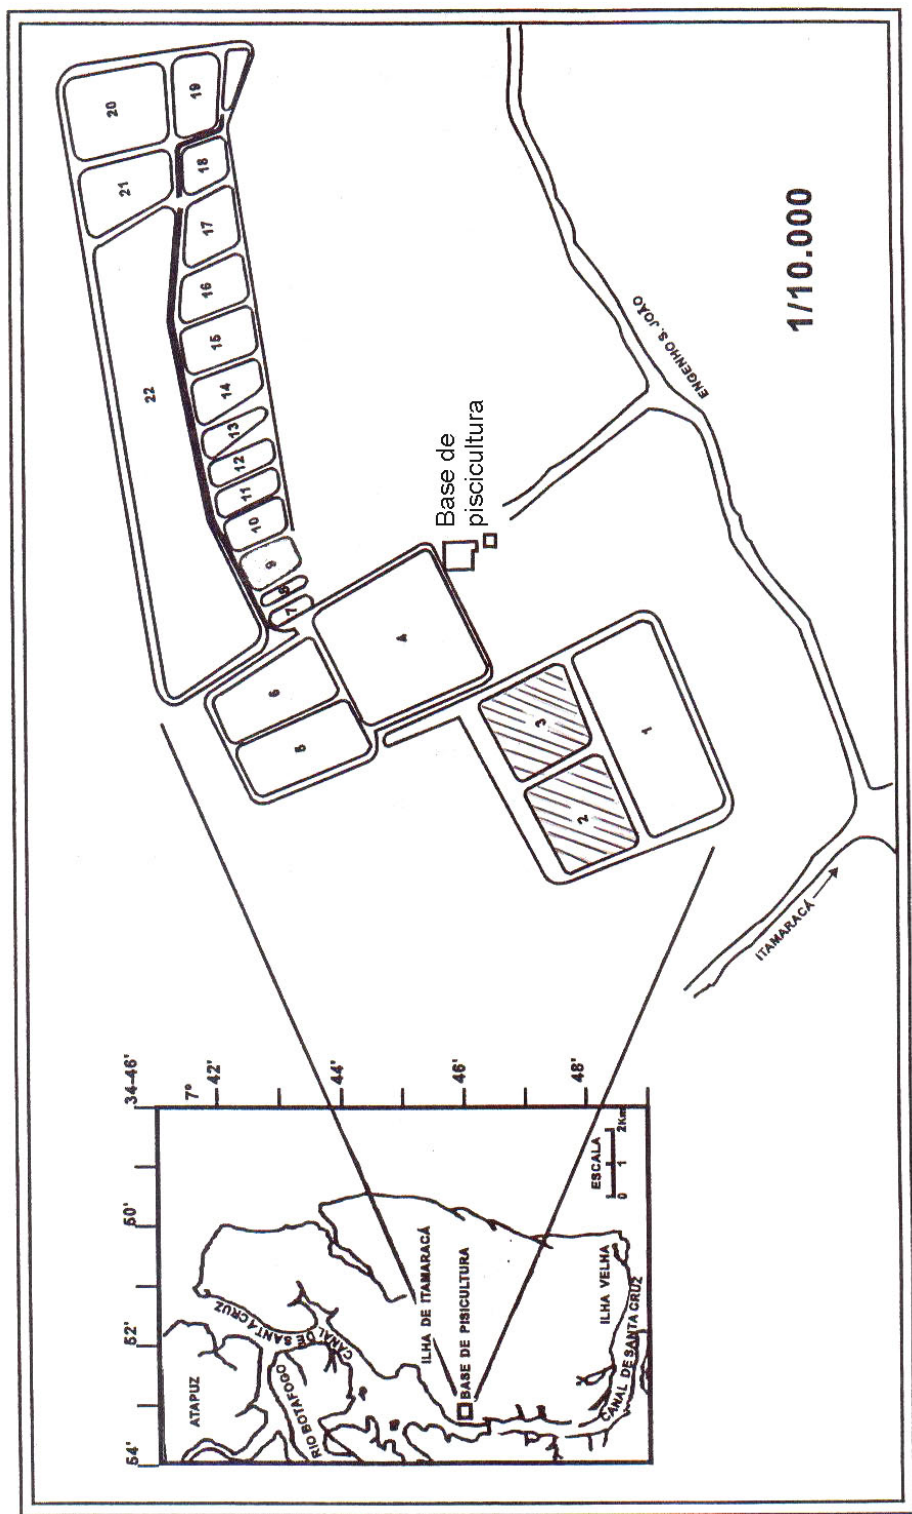 20
19
21
18
17
16
22
15
14
13
12
11
10
9
8
7
6
5
4
3
2
1
Base de
piscicultura
ENGENHO S. JOÃO
1/10.000
ITAMARACÁ
34-46'
50'
52'
54'
7°
42'
44'
46'
48'
ATAPUZ
RIO BOTAFOGO
CANAL DE SANTA CRUZ
ILHA DE ITAMARACÁ
BASE DE PISICULTURA
ILHA VELHA
CANAL DE SANTA CRUZ
ESCALA
0 1 2Km